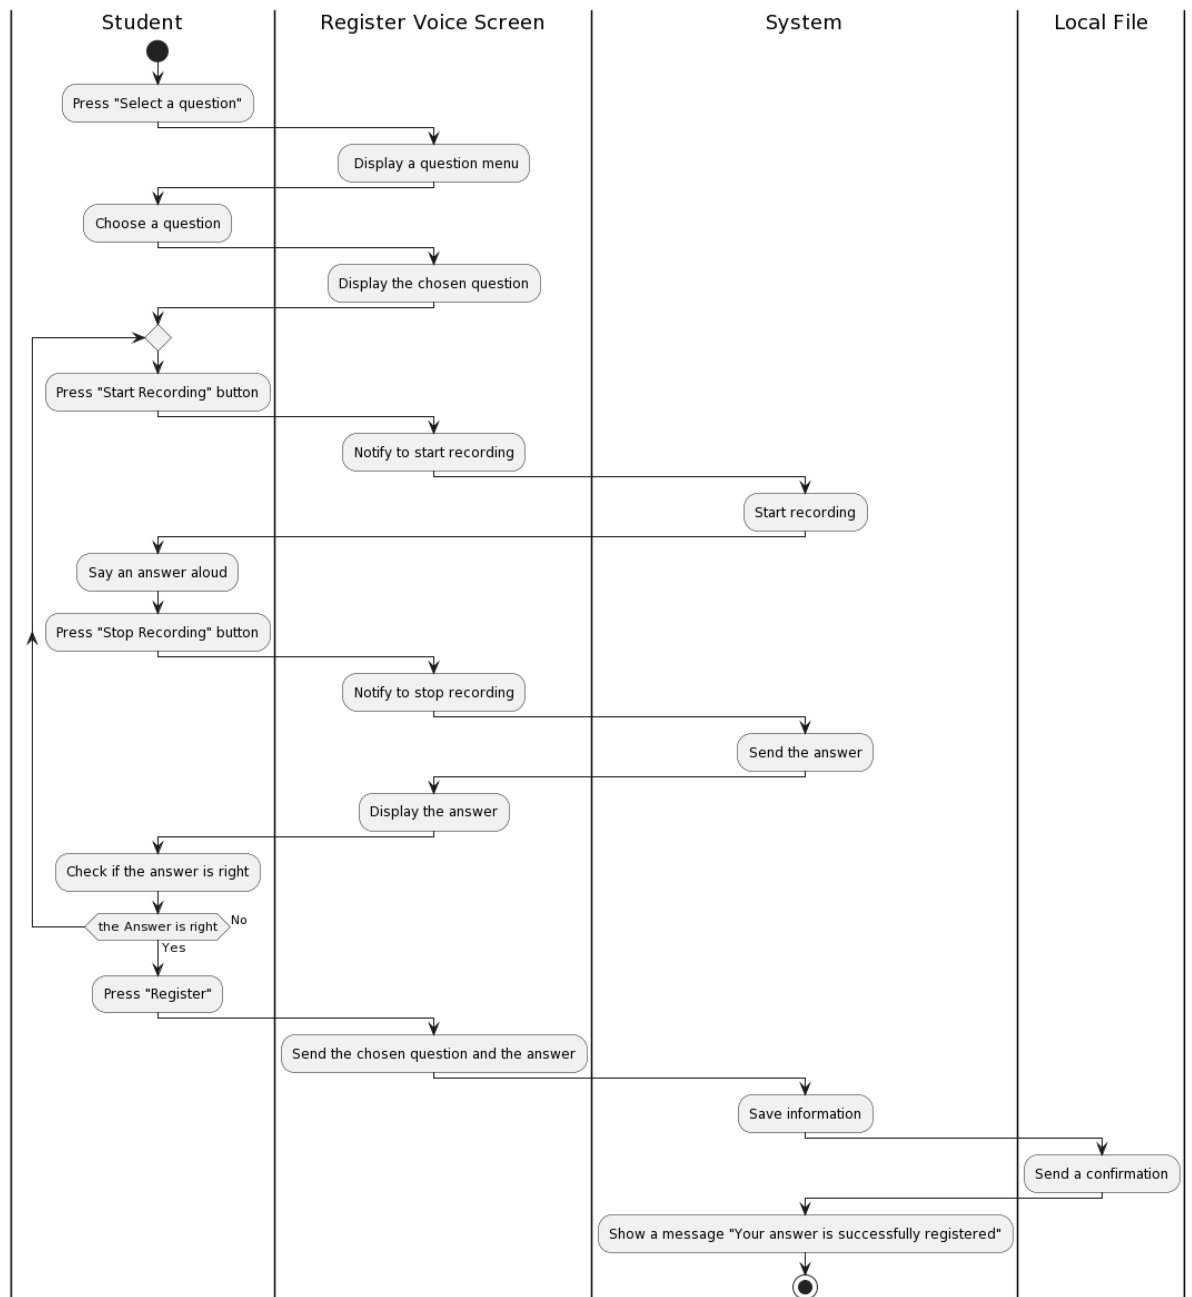 Student
Register Voice Screen
System
Local File
Press "Select a question"
Display a question menu
Choose a question
Display the chosen question
Press "Start Recording" button
Notify to start recording
Start recording
Say an answer aloud
Press "Stop Recording" button
Notify to stop recording
Send the answer
Display the answer
Check if the answer is right
the Answer is right
No
Yes
Press "Register"
Send the chosen question and the answer
Save information
Send a confirmation
Show a message "Your answer is successfully registered"